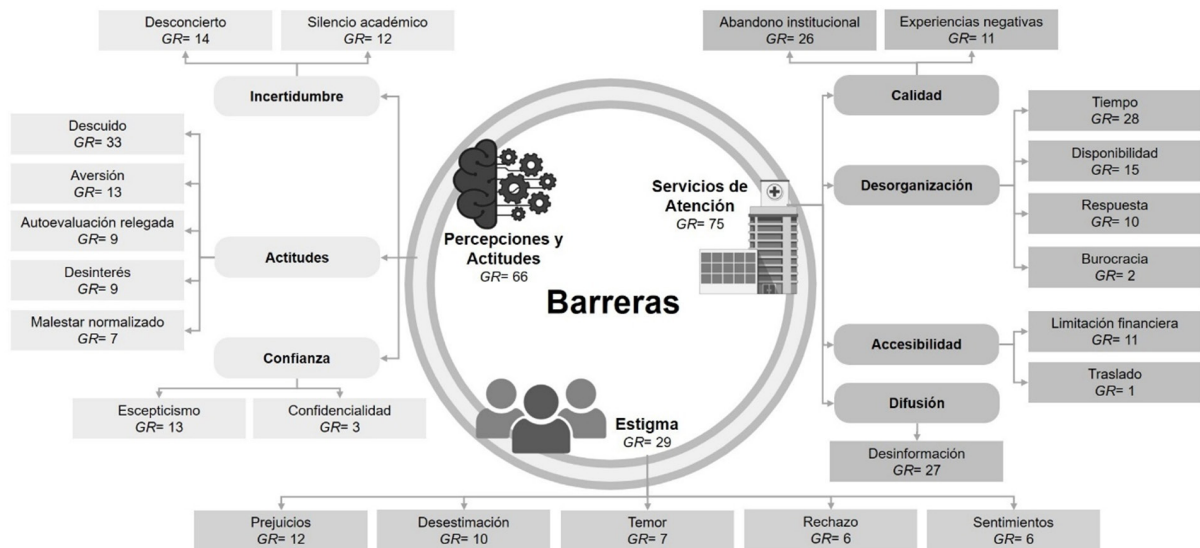 Desconcierto
GR= 14
Silencio académico
GR= 12
Incertidumbre
Descuido
GR= 33
Aversión
GR= 13
Autoevaluación relegada
GR= 9
Desinterés
GR= 9
Malestar normalizado
GR= 7
Actitudes
Confianza
Escepticismo
GR= 13
Confidencialidad
GR= 3
Percepciones y
Actitudes
GR= 66
Barreras
Servicios de
Atención
GR= 75
Estigma
GR= 29
Abandono institucional
GR= 26
Experiencias negativas
GR= 11
Calidad
Desorganización
Tiempo
GR= 28
Disponibilidad
GR= 15
Respuesta
GR= 10
Burocracia
GR= 2
Accesibilidad
Limitación financiera
GR= 11
Traslado
GR= 1
Difusión
Desinformación
GR= 27
Prejuicios
GR= 12
Desestimación
GR= 10
Temor
GR= 7
Rechazo
GR= 6
Sentimientos
GR= 6